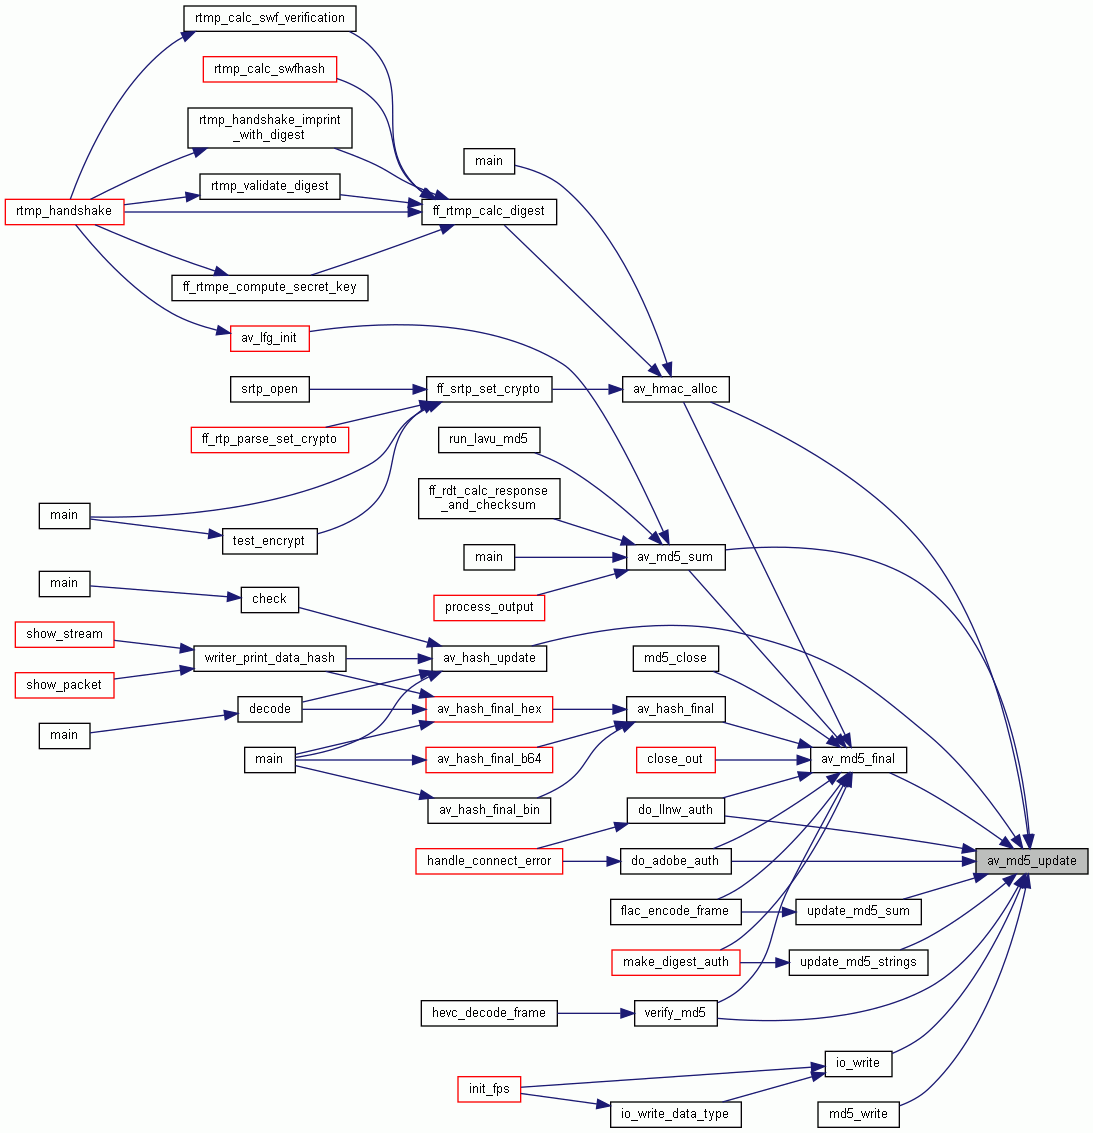 rtmp_calc_swf_verification
rtmp_calc_swfhash
rtmp_handshake_imprint
_with_digest
main
rtmp_validate_digest
rtmp_handshake
ff_rtmp_calc_digest
ff_rtmpe_compute_secret_key
av_lfg_init
srtp_open
ff_srtp_set_crypto
av_hmac_alloc
ff_rtp_parse_set_crypto
run_lavu_md5
ff_rdt_calc_response
_and_checksum
main
test_encrypt
main
av_md5_sum
main
check
process_output
show_stream
writer_print_data_hash
av_hash_update
md5_close
show_packet
decode
av_hash_final_hex
av_hash_final
main
main
av_hash_final_b64
close_out
av_md5_final
av_hash_final_bin
do_llnw_auth
handle_connect_error
do_adobe_auth
av_md5_update
flac_encode_frame
update_md5_sum
make_digest_auth
update_md5_strings
hevc_decode_frame
verify_md5
io_write
init_fps
io_write_data_type
md5_write